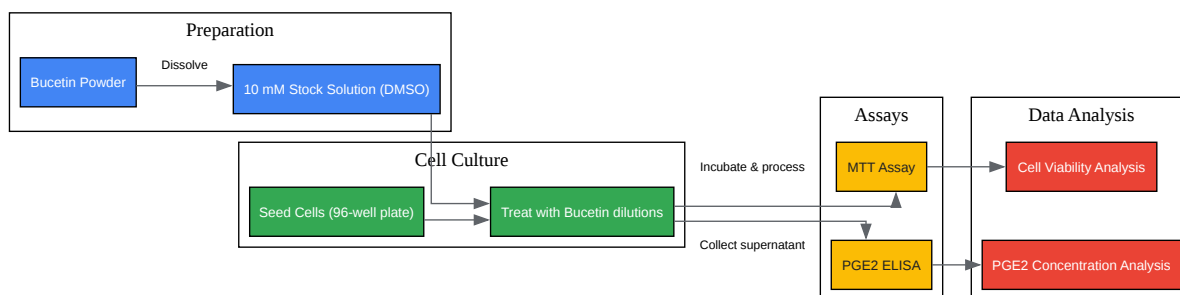 Preparation
Dissolve
Bucetin Powder
10 mM Stock Solution (DMSO)
Cell Culture
Seed Cells (96-well plate)
Treat with Bucetin dilutions
Incubate & process
Collect supernatant
Assays
MTT Assay
PGE2 ELISA
Data Analysis
Cell Viability Analysis
PGE2 Concentration Analysis